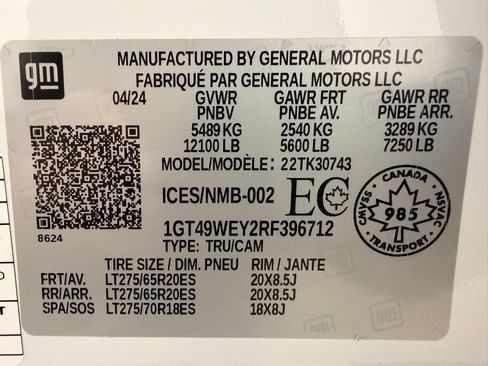 gm
MANUFACTURED BY GENERAL MOTORS LLC
FABRIQUÉ PAR GENERAL MOTORS LLC
04/24 GVWR GAWR FRT GAWR RR
PNBV PNBE AV. PNBE ARR.
5489 KG 2540 KG 3289 KG
12100 LB 5600 LB 7250 LB
MODEL/MODÈLE: 22TK30743
ICES/NMB-002 EC
1GT49WEY2RF396712
TYPE: TRU/CAM
8624
CMVSS NSVAC
985
TRANSPORT
TIRE SIZE / DIM. PNEU RIM / JANTE
FRT/AV. LT275/65R20ES 20X8.5J
RR/ARR. LT275/65R20ES 20X8.5J
SPA/SOS LT275/70R18ES 18X8J
gm